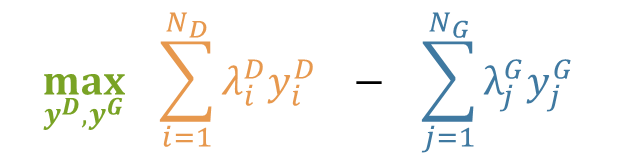 $$\max_{y^D, y^G} \sum_{i=1}^{N_D} \lambda_i^D y_i^D - \sum_{j=1}^{N_G} \lambda_j^G y_j^G$$